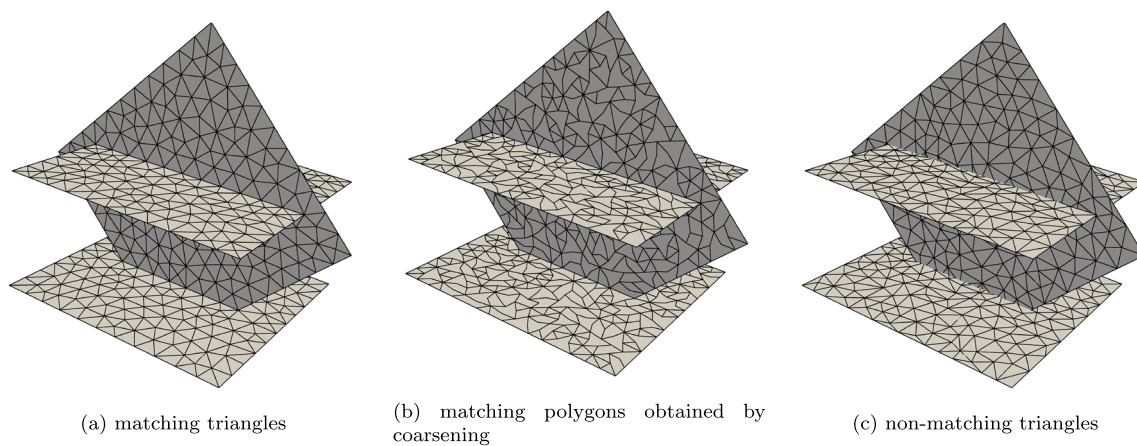 (a) matching triangles
(b) matching polygons obtained by
coarsening
(c) non-matching triangles